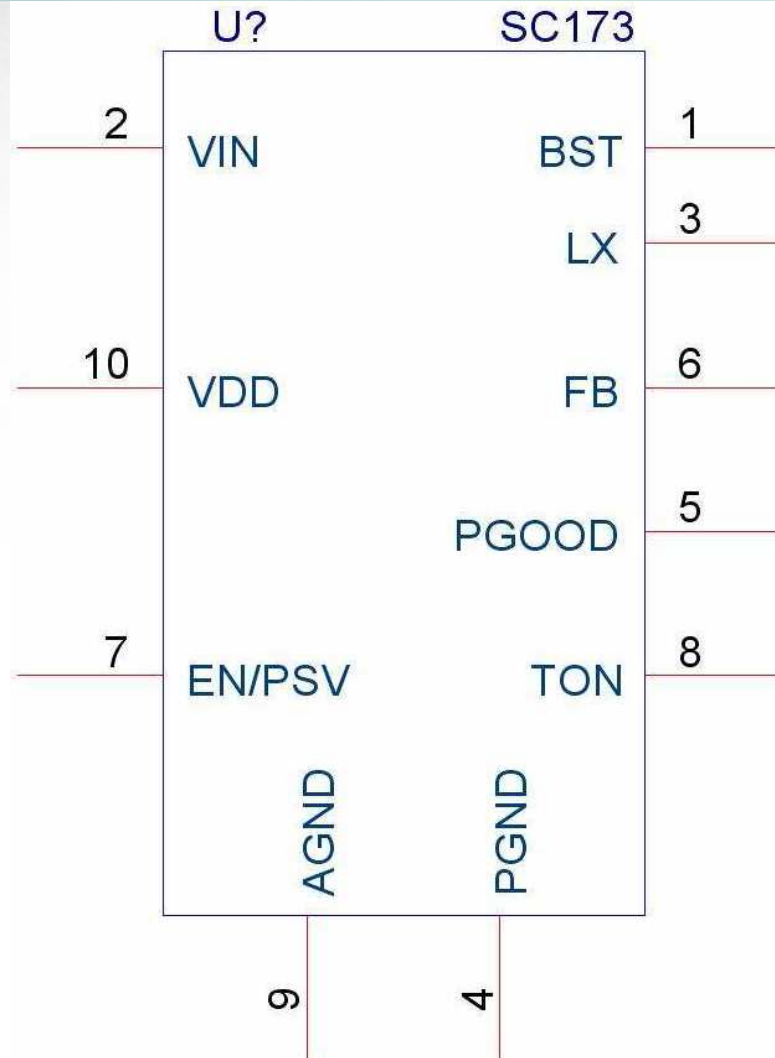 U? SC173
2 VIN BST 1
LX 3
10 VDD FB 6
PGOOD 5
7 EN/PSV TON 8
AGND PGND
9 4